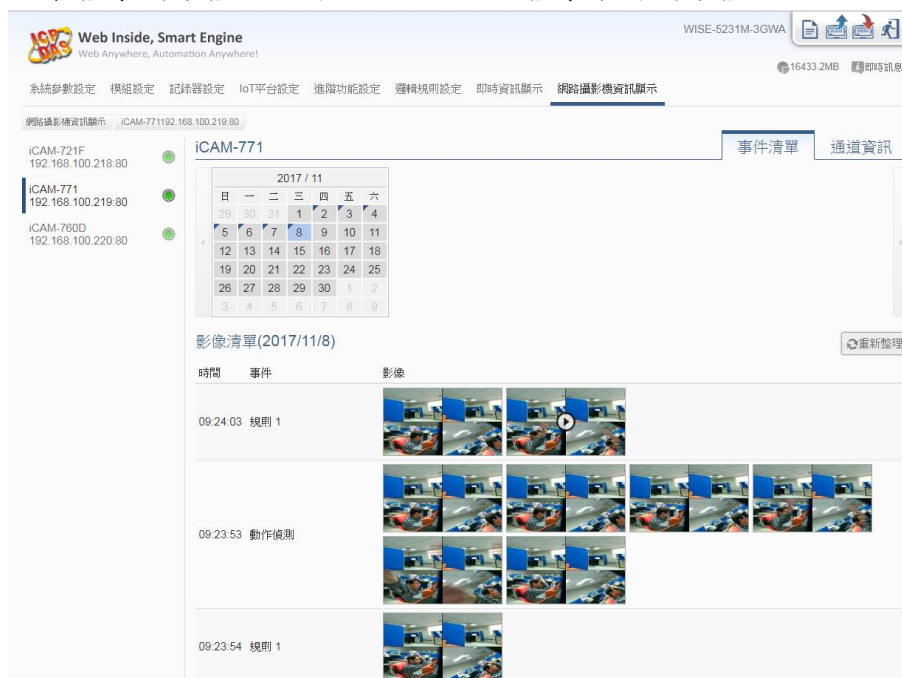 ICP DAS
Web Inside, Smart Engine
Web Anywhere, Automation Anywhere!
WISE-5231M-3GWA
16433.2MB 即時訊息
系統參數設定 模組設定 記錄器設定 IoT平台設定 進階功能設定 邏輯規則設定 即時資訊顯示 網路攝影機資訊顯示
網路攝影機資訊顯示 iCAM-771192.168.100.219:80
iCAM-721F
192.168.100.218:80
iCAM-771
192.168.100.219:80
iCAM-760D
192.168.100.220:80
iCAM-771
事件清單 通道資訊
2017 / 11
日 一 二 三 四 五 六
29 30 31 1 2 3 4
5 6 7 8 9 10 11
12 13 14 15 16 17 18
19 20 21 22 23 24 25
26 27 28 29 30 1 2
3 4 5 6 7 8 9
影像清單(2017/11/8)
重新整理
時間 事件 影像
09:24:03 規則 1
09:23:53 動作偵測
09:23:54 規則 1